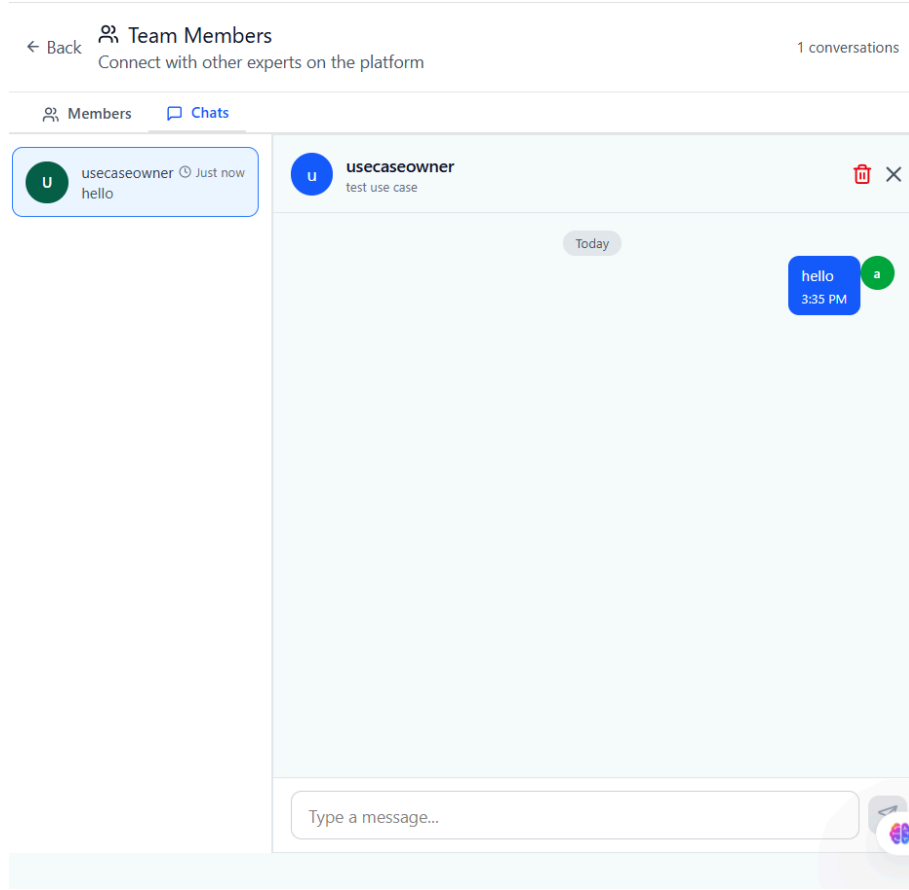 Back
Team Members
Connect with other experts on the platform
1 conversations
Members
Chats
U
usecaseowner Just now
hello
u
usecaseowner
test use case
Today
hello
3:35 PM
a
Type a message...